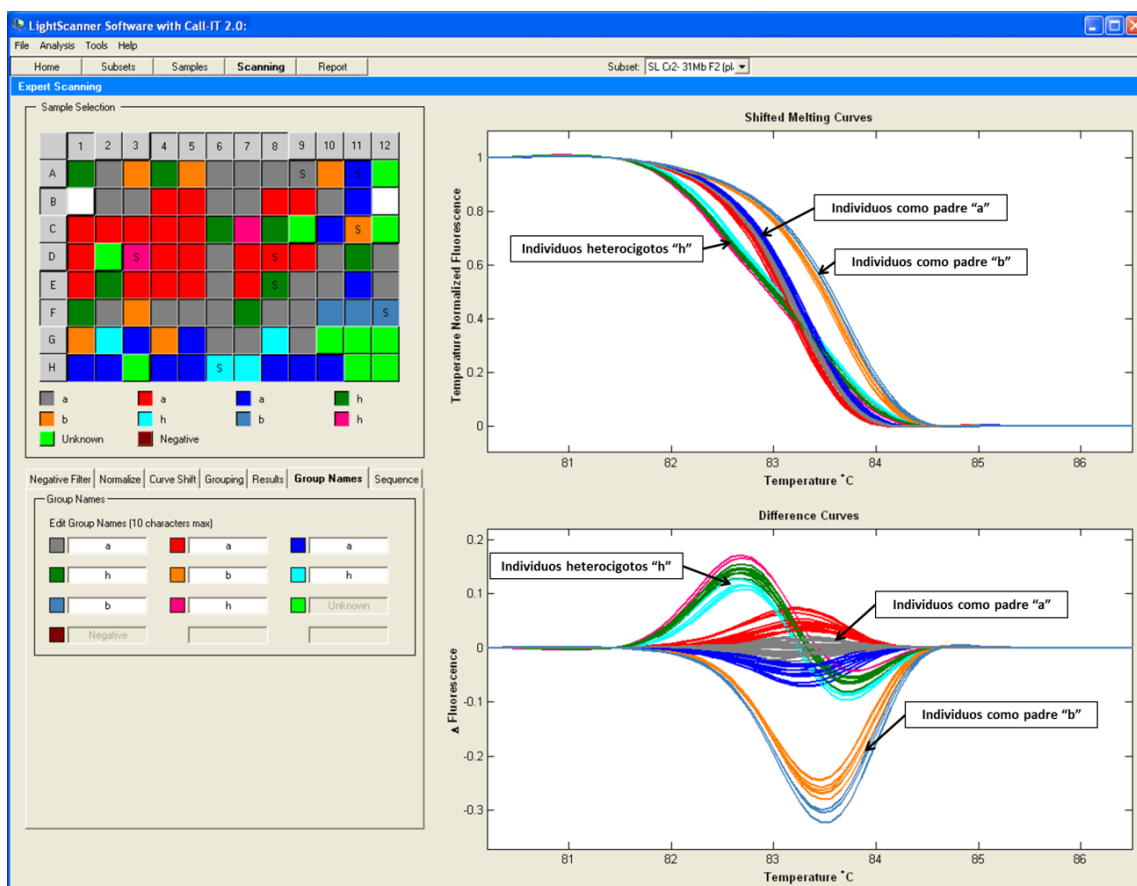 LightScanner Software with Call-IT 2.0:
File Analysis Tools Help
Home Subsets Samples Scanning Report Subset: SL Cr2- 31Mb F2 (pl
Expert Scanning
Sample Selection
1 2 3 4 5 6 7 8 9 10 11 12
A S S
B
C S
D S S
E S
F S
G
H S
a a a h
b h b h
Unknown Negative
Negative Filter Normalize Curve Shift Grouping Results Group Names Sequence
Group Names
Edit Group Names (10 characters max)
a a a
h b h
b h Unknown
Negative
Shifted Melting Curves
Temperature Normalized Fluorescence
1
0.8
0.6
0.4
0.2
0
Individuos como padre “a”
Individuos heterocigotos “h”
Individuos como padre “b”
81 82 83 84 85 86
Temperature °C
Difference Curves
Δ Fluorescence
0.2
0.1
0
-0.1
-0.2
-0.3
Individuos heterocigotos “h”
Individuos como padre “a”
Individuos como padre “b”
81 82 83 84 85 86
Temperature °C